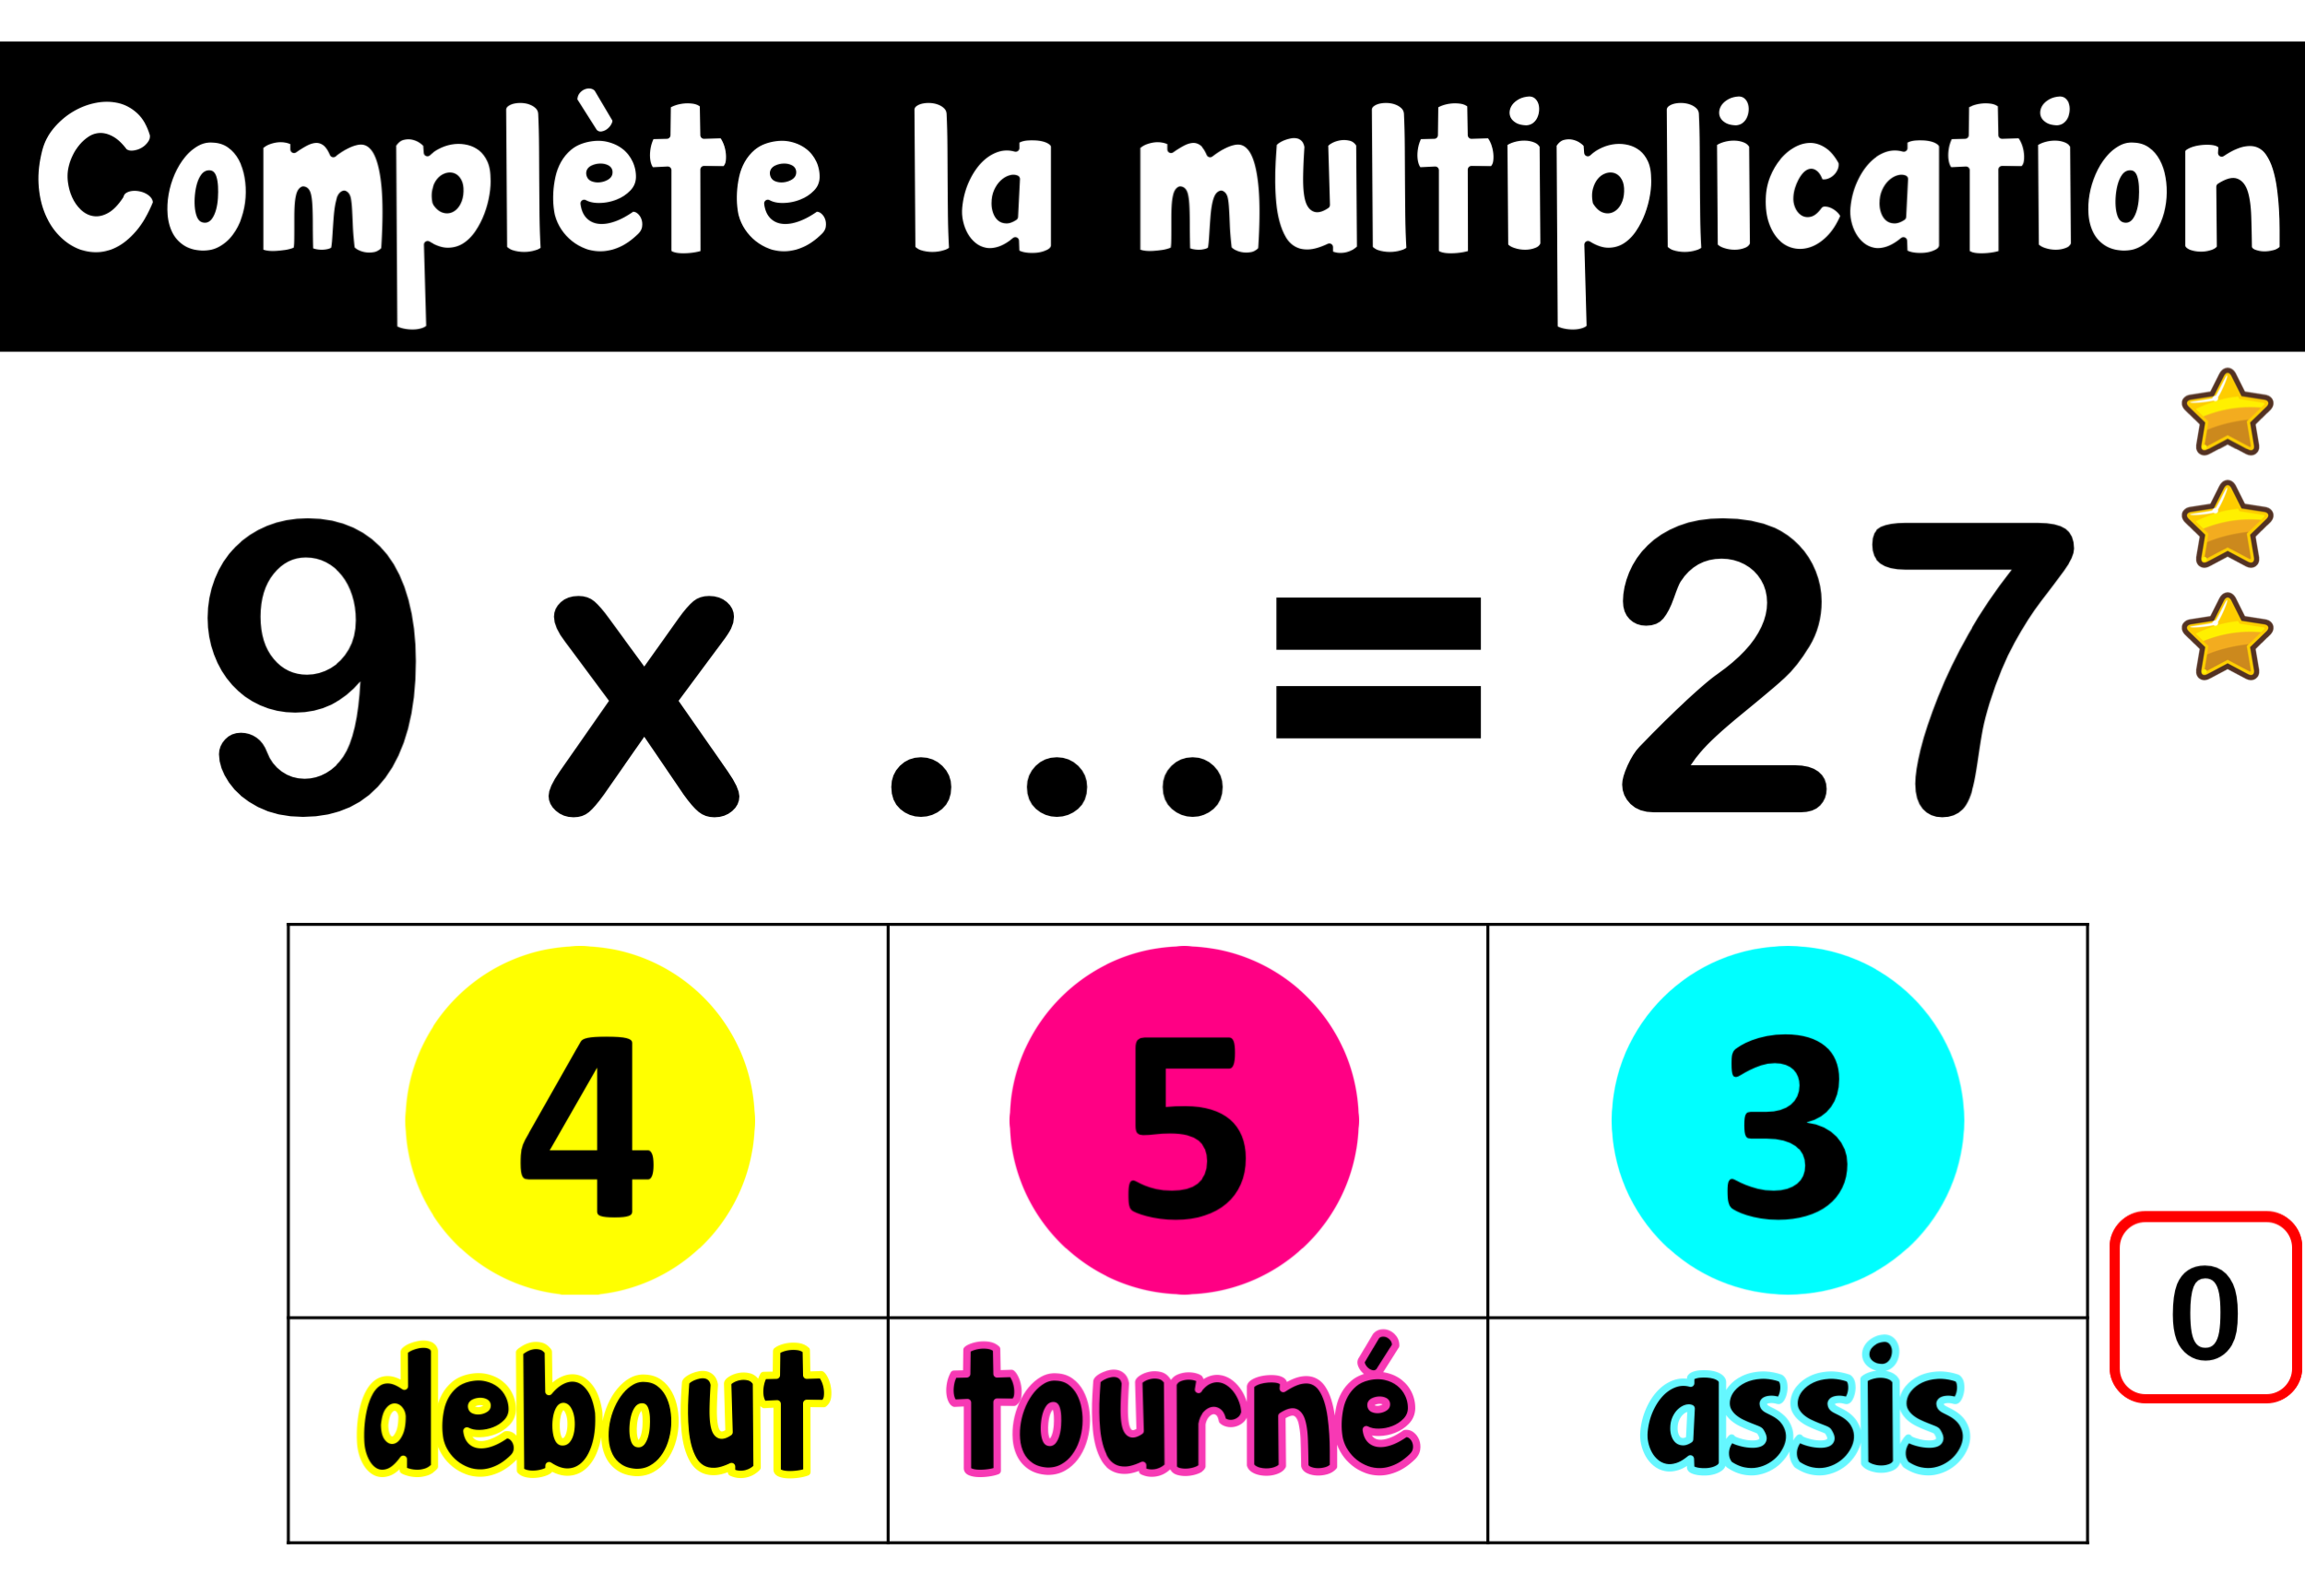 Complète la multiplication
9 x ...= 27
4 5 3
0
debout tourné assis